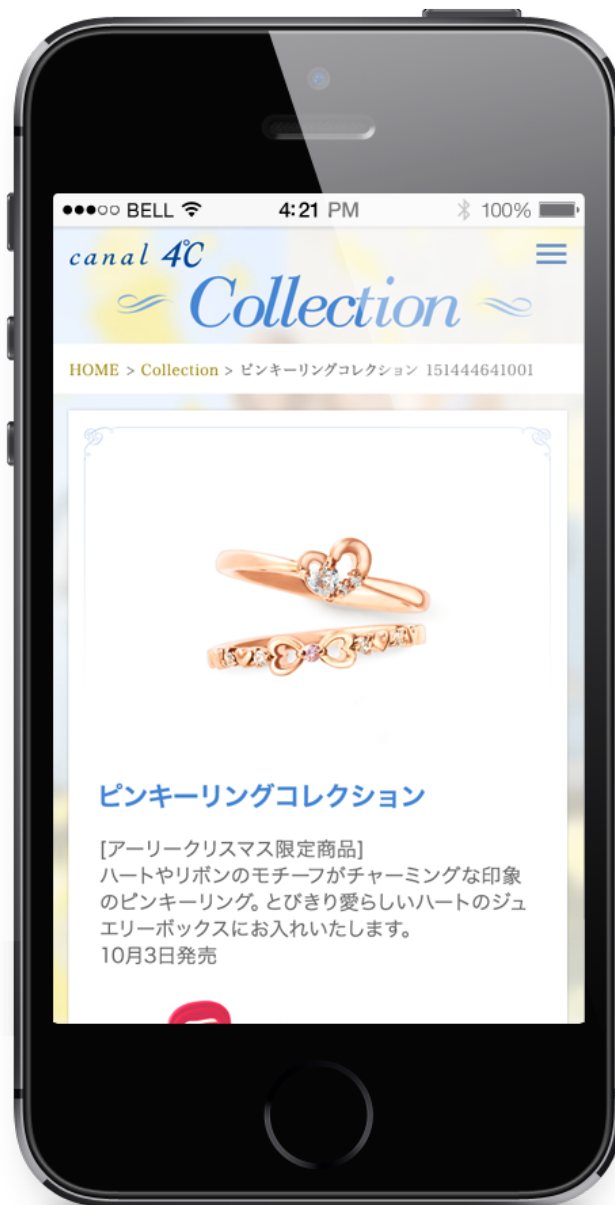 ●●●○○ BELL 4:21 PM 100%
canal 4℃
Collection
HOME > Collection > ピンキーリングコレクション 151444641001
ピンキーリングコレクション
[アーリークリスマス限定商品]
ハートやリボンのモチーフがチャーミングな印象
のピンキーリング。とびきり愛らしいハートのジュ
エリーボックスにお入れいたします。
10月3日発売